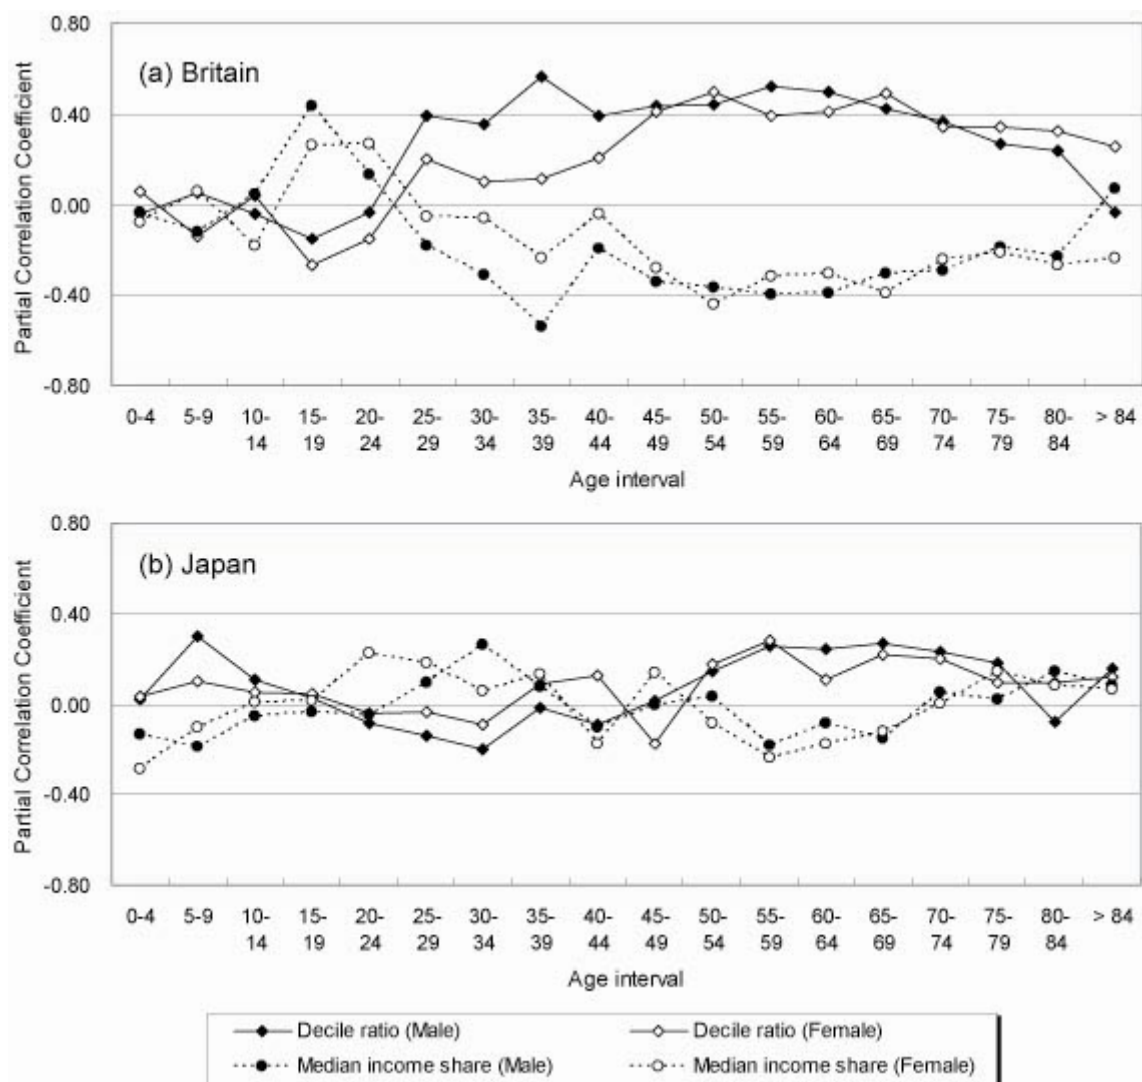 (a) Britain
Partial Correlation Coefficient
0.80
0.40
0.00
-0.40
-0.80
0-4 5-9 10-14 15-19 20-24 25-29 30-34 35-39 40-44 45-49 50-54 55-59 60-64 65-69 70-74 75-79 80-84 > 84
Age interval
(b) Japan
Partial Correlation Coefficient
0.80
0.40
0.00
-0.40
-0.80
0-4 5-9 10-14 15-19 20-24 25-29 30-34 35-39 40-44 45-49 50-54 55-59 60-64 65-69 70-74 75-79 80-84 > 84
Age interval
Decile ratio (Male) Decile ratio (Female)
Median income share (Male) Median income share (Female)